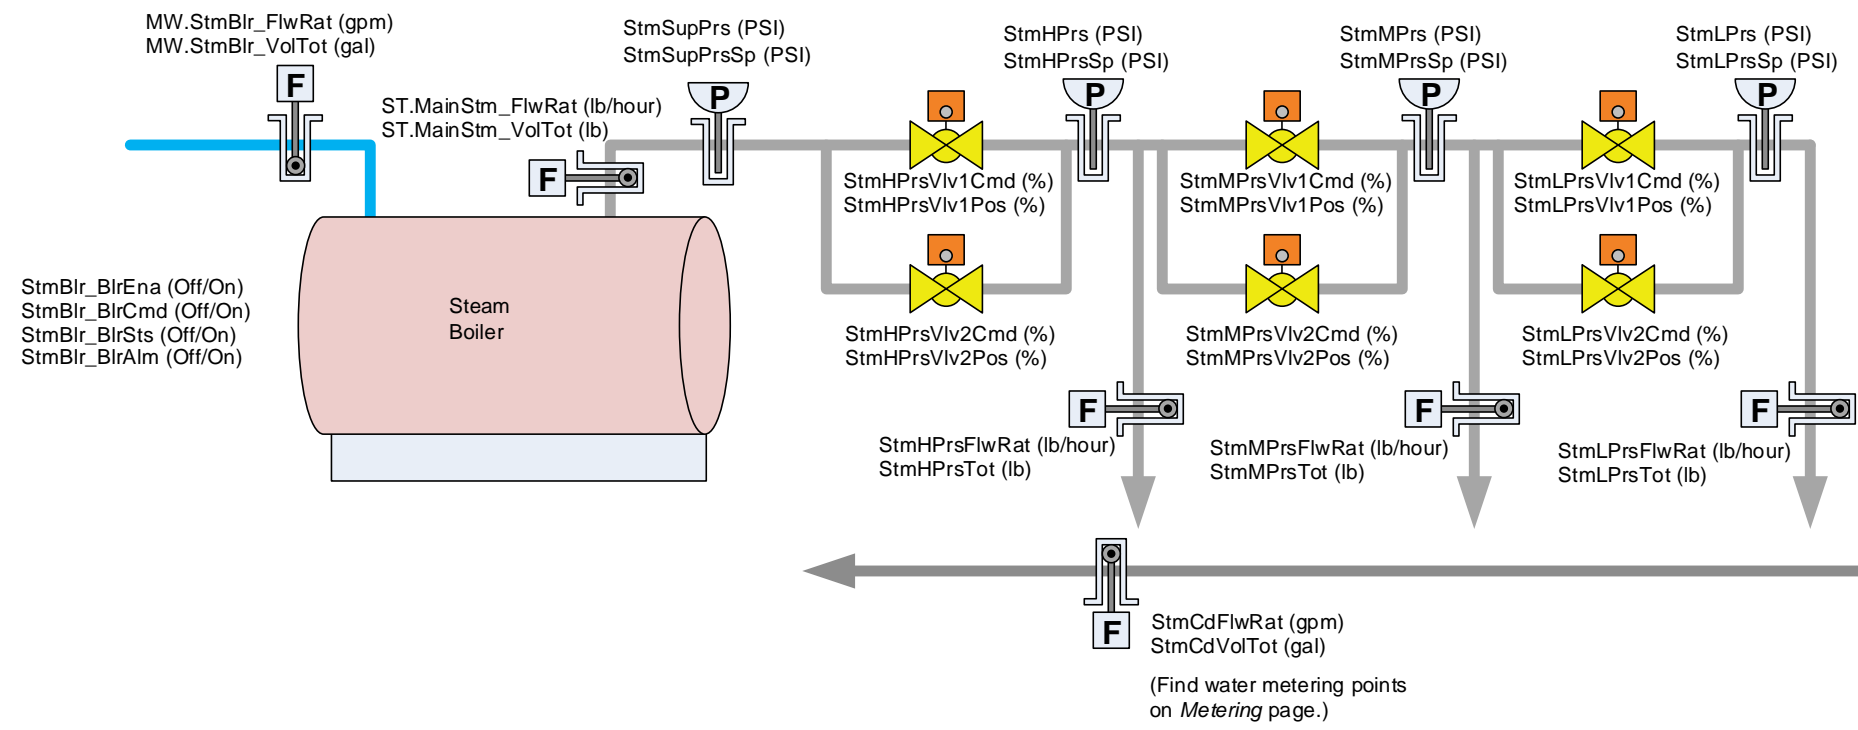 MW.StmBlr_FlwRat (gpm)
MW.StmBlr_VolTot (gal)
F
ST.MainStm_FlwRat (lb/hour)
ST.MainStm_VolTot (lb)
F
StmSupPrs (PSI)
StmSupPrsSp (PSI)
P
StmHPrs (PSI)
StmHPrsSp (PSI)
P
StmMPrs (PSI)
StmMPrsSp (PSI)
P
StmLPrs (PSI)
StmLPrsSp (PSI)
P
StmHPrsVlv1Cmd (%)
StmHPrsVlv1Pos (%)
StmMPrsVlv1Cmd (%)
StmMPrsVlv1Pos (%)
StmLPrsVlv1Cmd (%)
StmLPrsVlv1Pos (%)
StmBlr_BlrEna (Off/On)
StmBlr_BlrCmd (Off/On)
StmBlr_BlrSts (Off/On)
StmBlr_BlrAlm (Off/On)
Steam
Boiler
StmHPrsVlv2Cmd (%)
StmHPrsVlv2Pos (%)
StmMPrsVlv2Cmd (%)
StmMPrsVlv2Pos (%)
StmLPrsVlv2Cmd (%)
StmLPrsVlv2Pos (%)
F
StmHPrsFlwRat (lb/hour)
StmHPrsTot (lb)
F
StmMPrsFlwRat (lb/hour)
StmMPrsTot (lb)
F
StmLPrsFlwRat (lb/hour)
StmLPrsTot (lb)
F
StmCdFlwRat (gpm)
StmCdVolTot (gal)
(Find water metering points
on Metering page.)